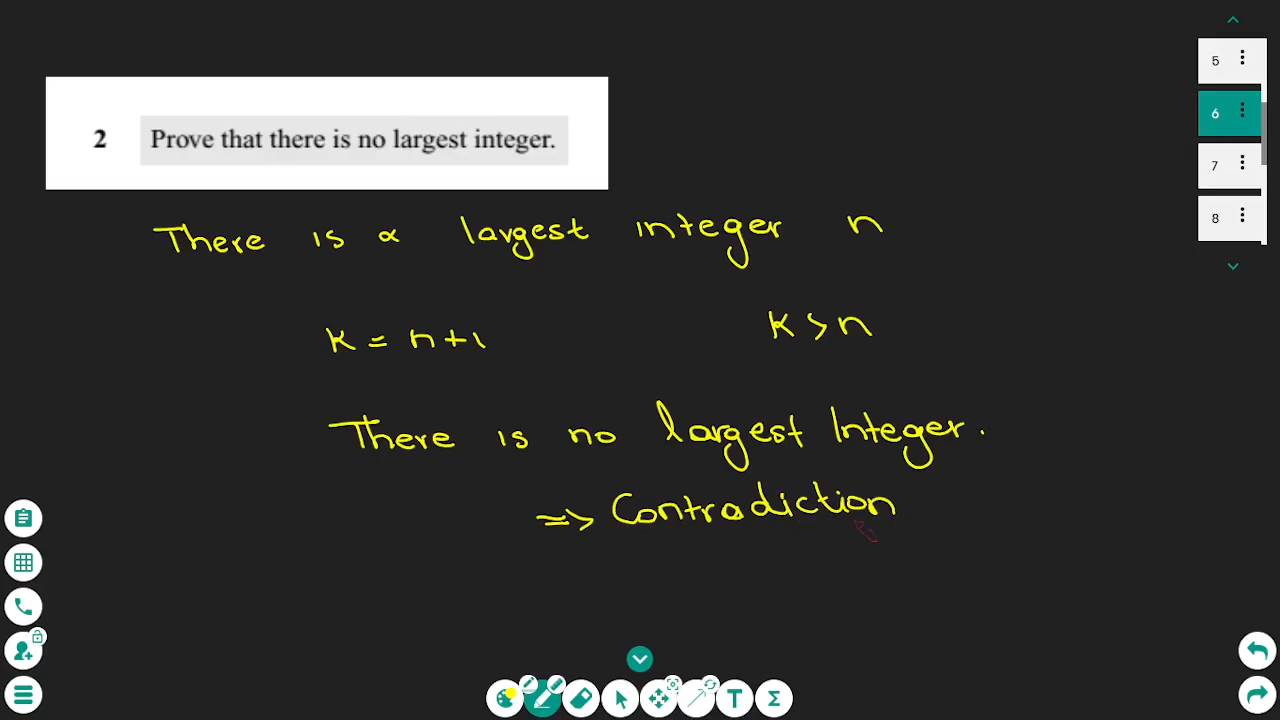 5
6
2 Prove that there is no largest integer.
7
8
There is a largest integer n
k = n+1
k > n
There is no largest Integer.
=> Contradiction
T
Σ